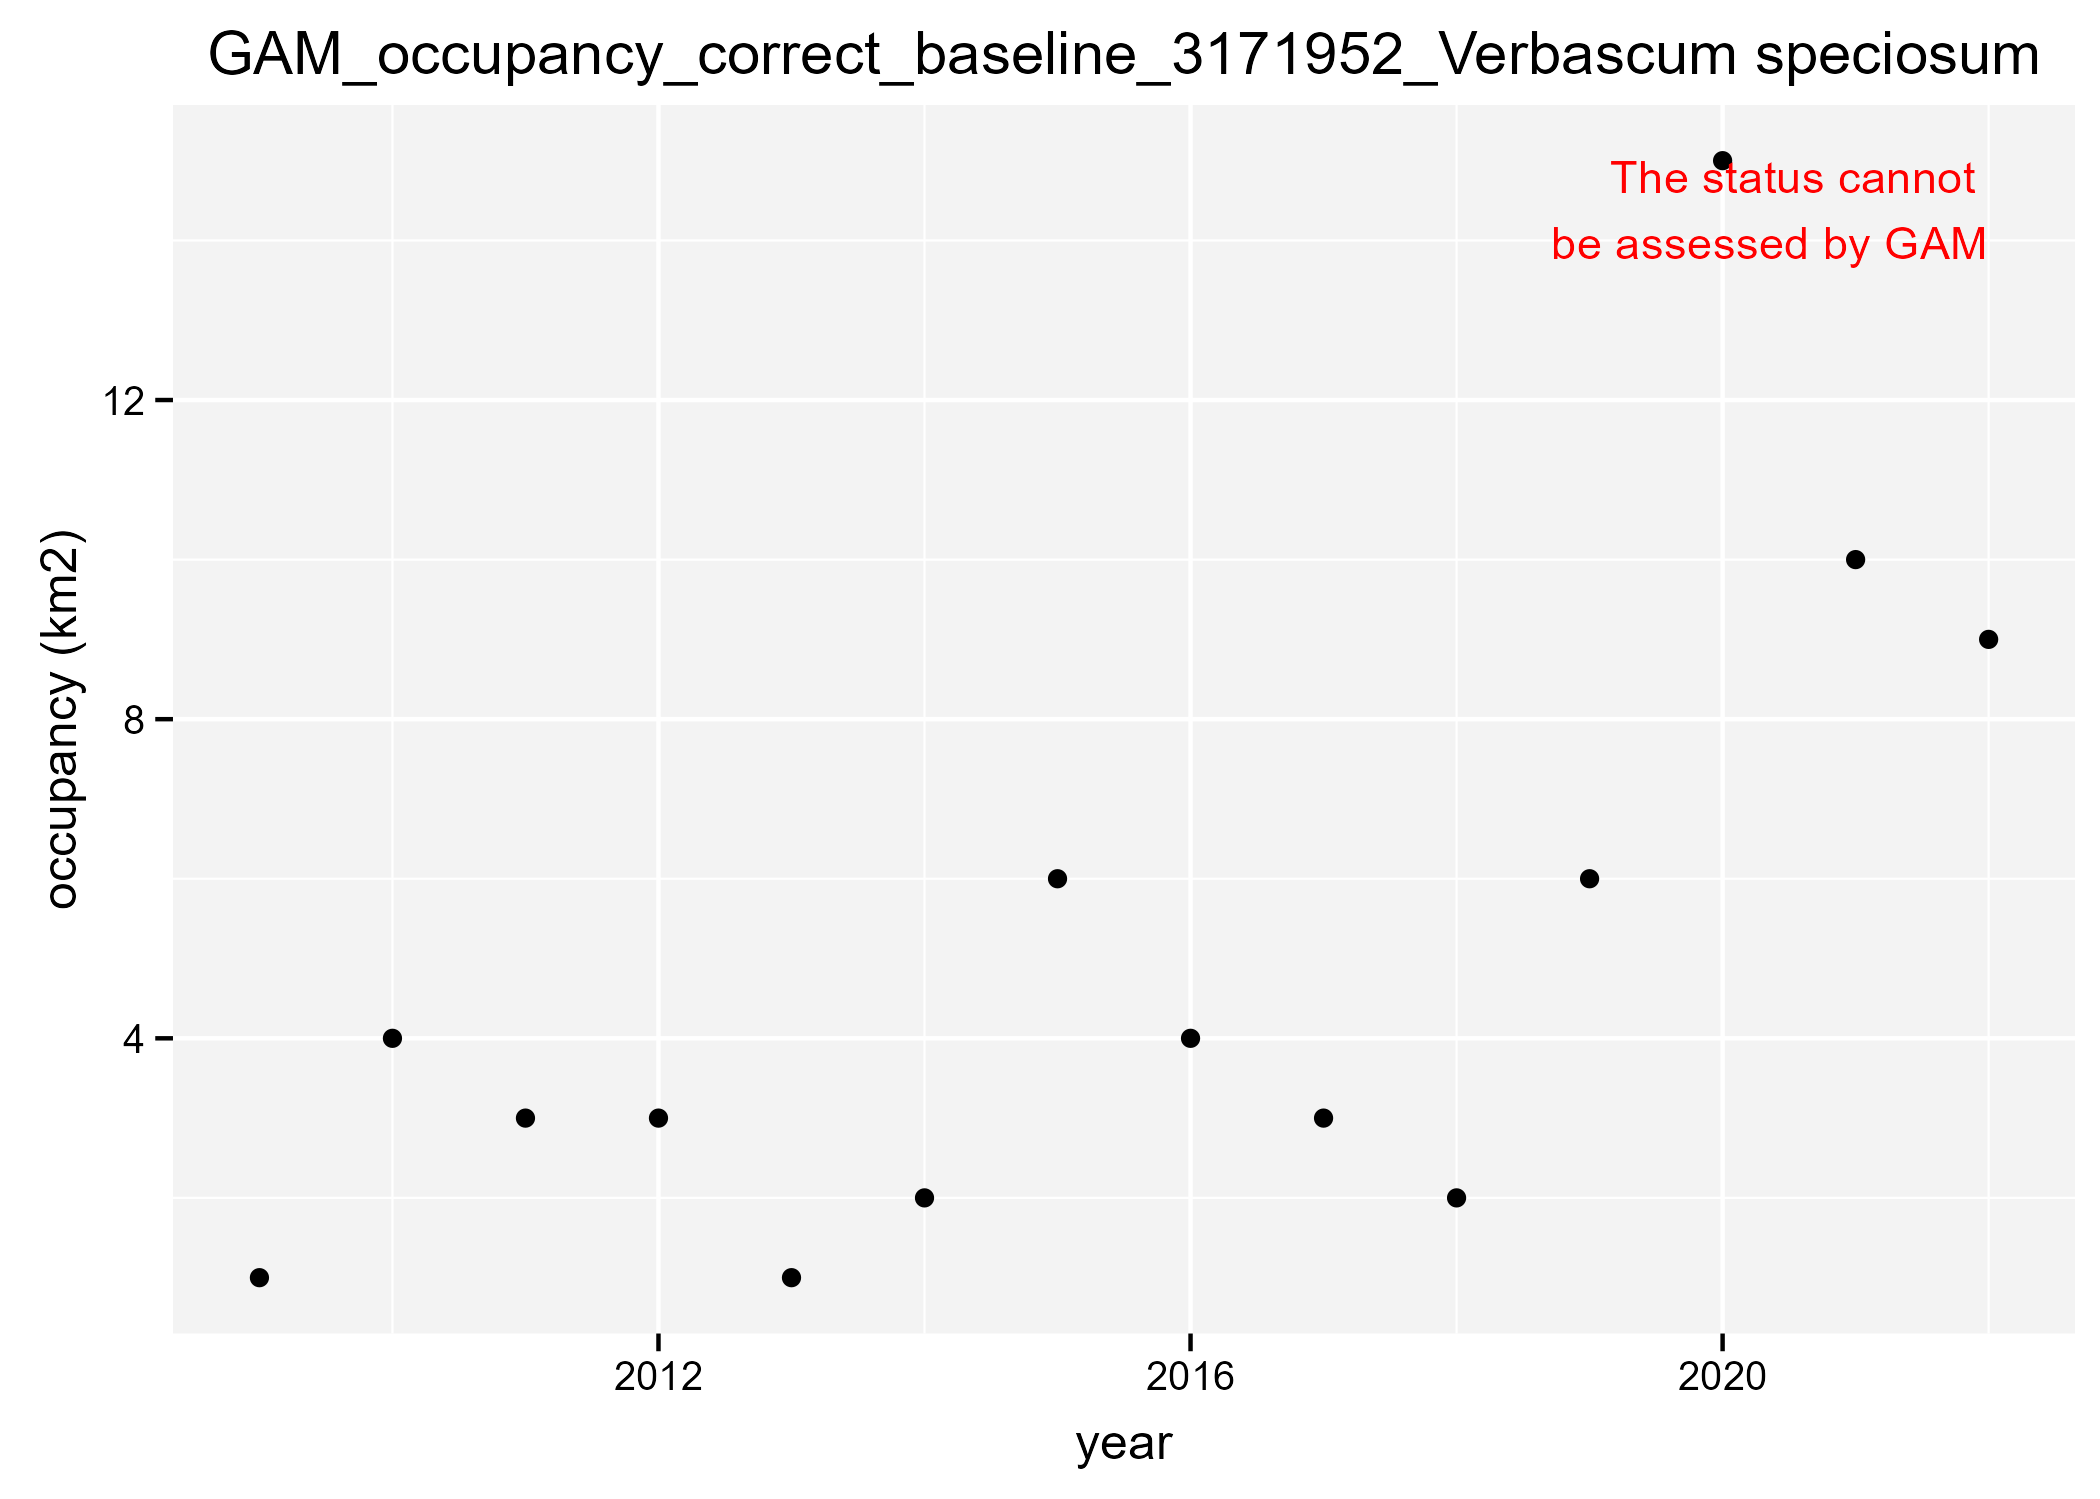 GAM_occupancy_correct_baseline_3171952_Verbascum speciosum
The status cannot
be assessed by GAM
12
8
4
occupancy (km2)
2012
2016
2020
year